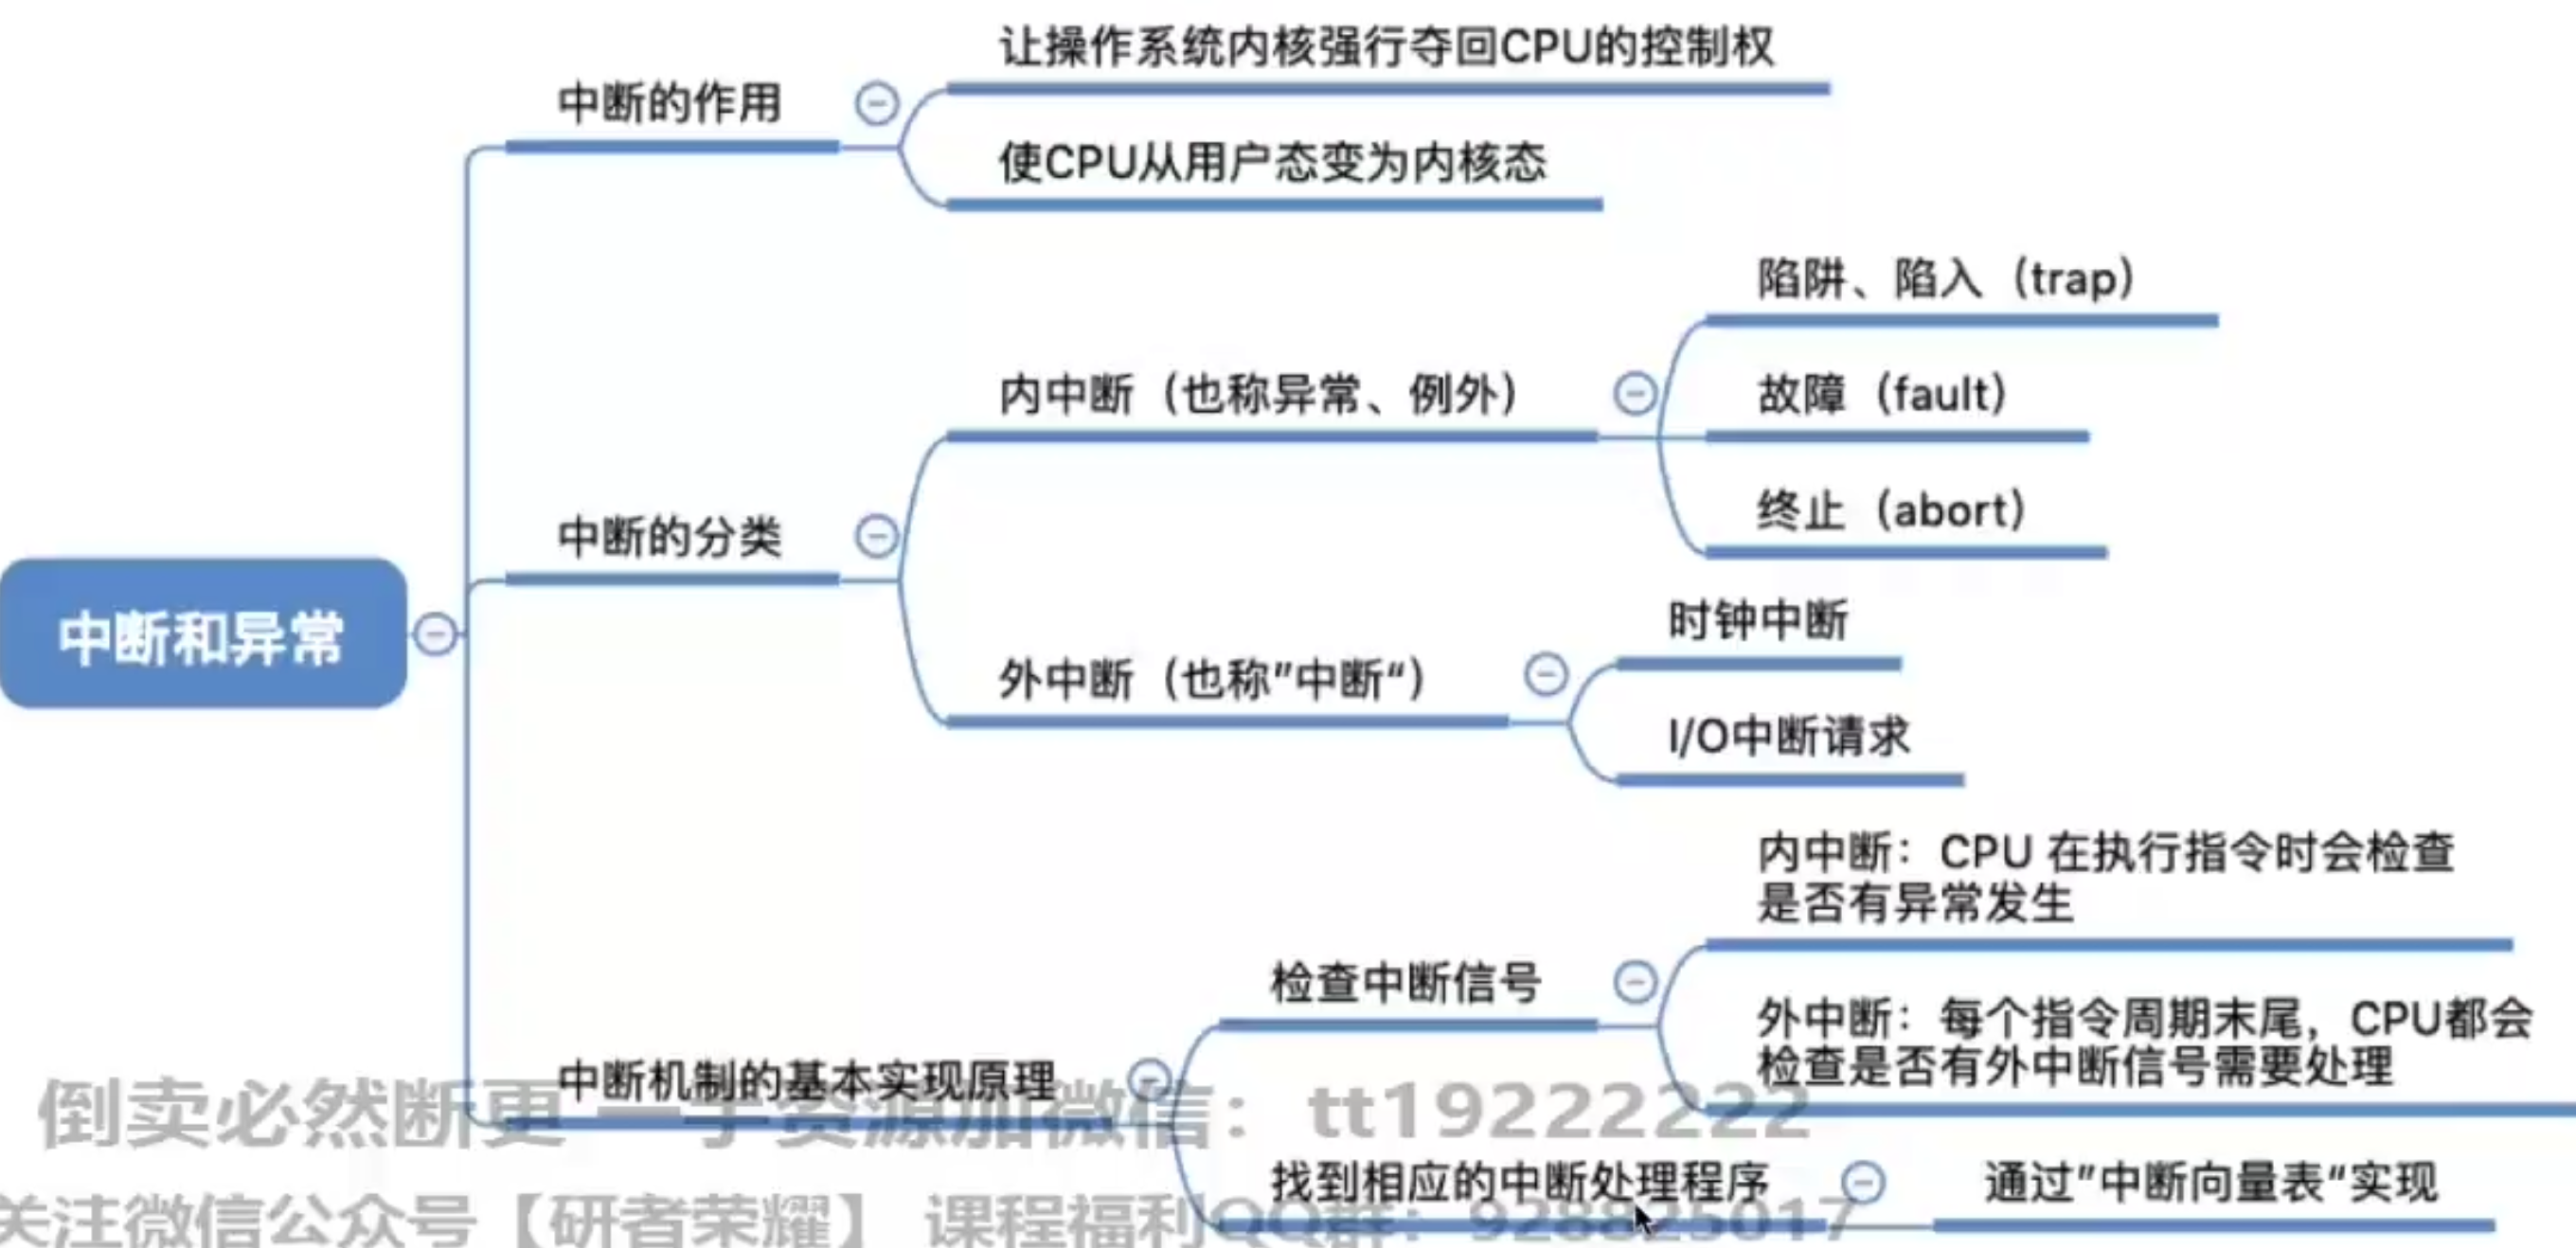 让操作系统内核强行夺回CPU的控制权
中断的作用
使CPU从用户态变为内核态
陷阱、陷入（trap）
内中断（也称异常、例外）
故障（fault）
终止（abort）
中断的分类
时钟中断
中断和异常
外中断（也称”中断“）
I/O中断请求
内中断：CPU 在执行指令时会检查
是否有异常发生
检查中断信号
外中断：每个指令周期末尾，CPU都会
检查是否有外中断信号需要处理
中断机制的基本实现原理
倒卖必然断更 一手资源加微信：tt19222222
找到相应的中断处理程序
通过”中断向量表“实现
关注微信公众号【研者荣耀】 课程福利QQ群：928825017